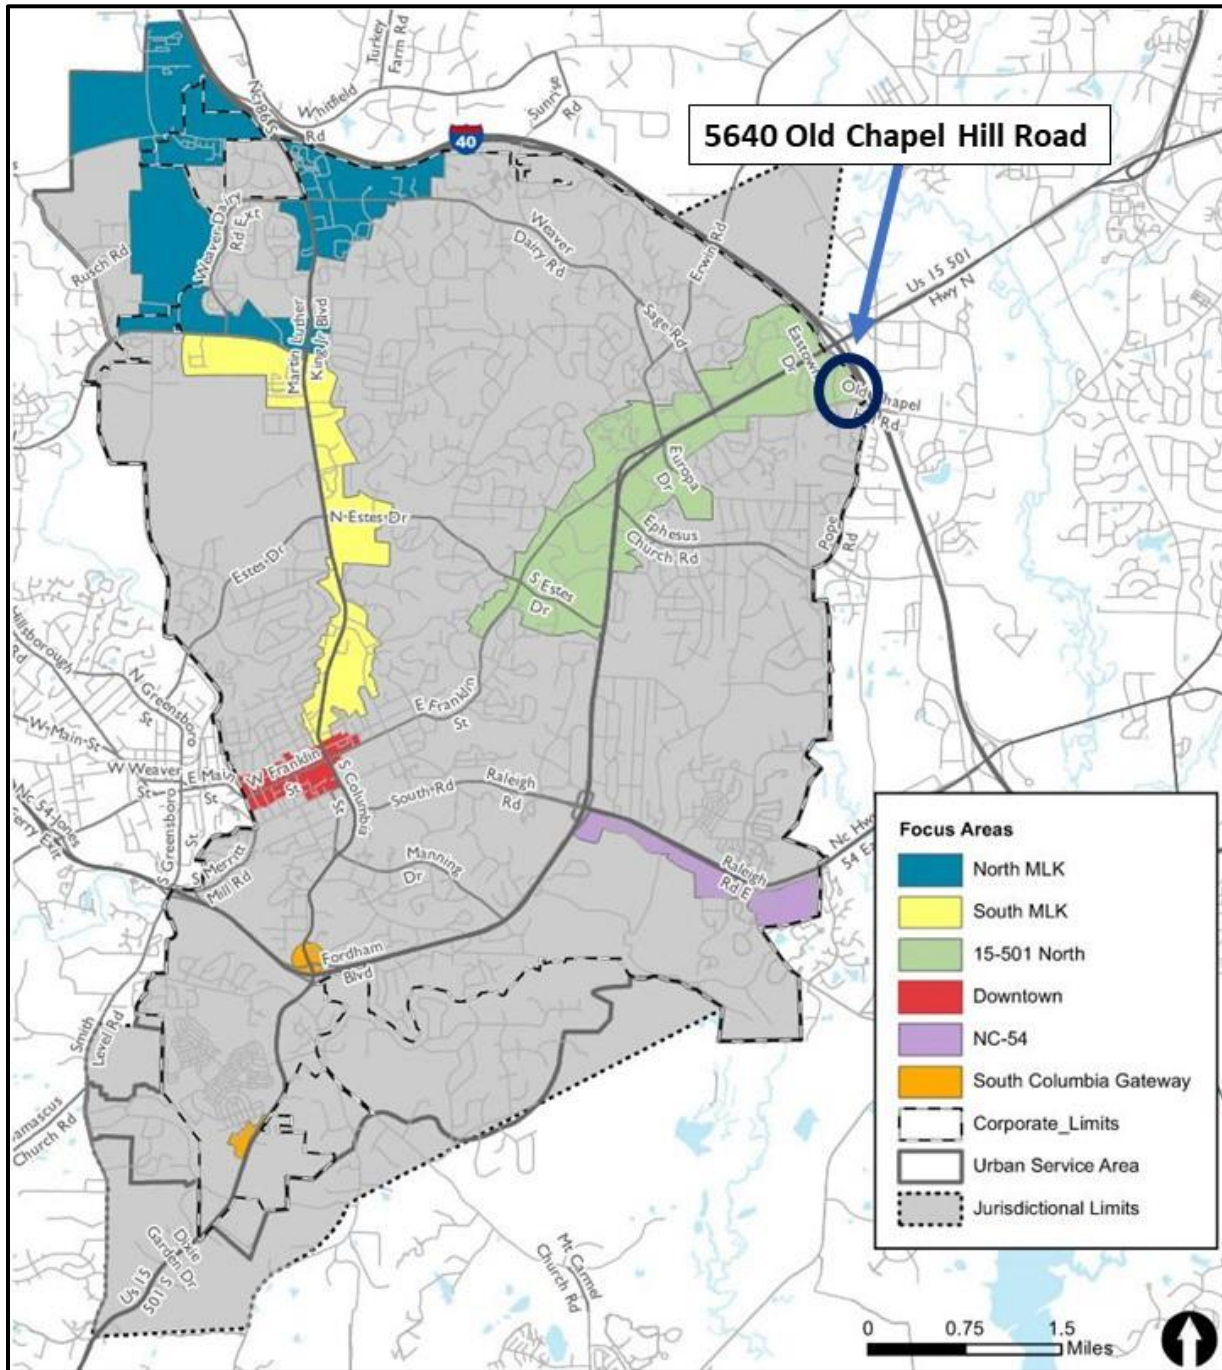 Turkey
Farm Rd
NC 86 S
Whitfield
Rd
Sunrise
Rd
40
5640 Old Chapel Hill Road
Weaver Dairy
Rd Ext
Rusch Rd
Weaver
Dairy Rd
Erwin Rd
Sage Rd
Us 15 501
Hwy N
Martin Luther
King Jr Blvd
Dr
Old Chapel
Rd
Europa
Dr
N Estes Dr
Estes Dr
Ephesus
Church Rd
Pope
Rd
S Estes
Dr
Hillsborough
Rd
N Greensboro
St
W Main St
W Weaver
St
E Main
St
W Franklin
St
E Franklin
St
S Columbia
St
South Rd
Raleigh
Rd
Nc 54 Jones
Ferry Exit
S Greensboro
St
S Merritt
Mill Rd
Manning
Dr
Raleigh
Rd E
Nc Hwy
54 Ea
Fordham
Blvd
Smith
Level Rd
Damascus
Church Rd
Dixie
Garden Dr
Us 15
501 S
Mt Carmel
Church Rd
Focus Areas
North MLK
South MLK
15-501 North
Downtown
NC-54
South Columbia Gateway
Corporate_Limits
Urban Service Area
Jurisdictional Limits
0 0.75 1.5
Miles